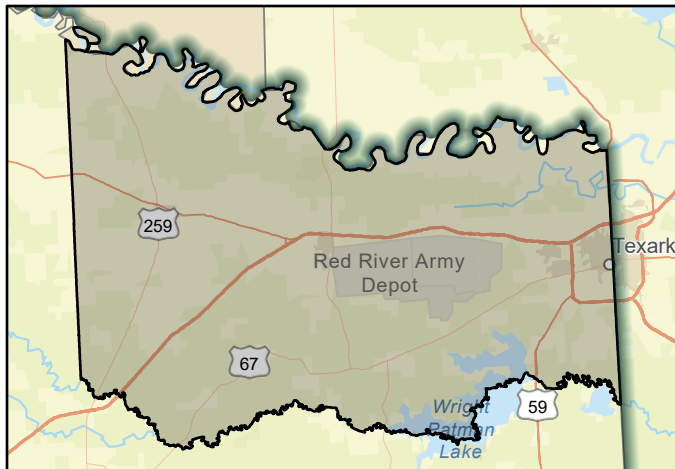 259
Texark
Red River Army
Depot
67
Wright
Patman
Lake
59